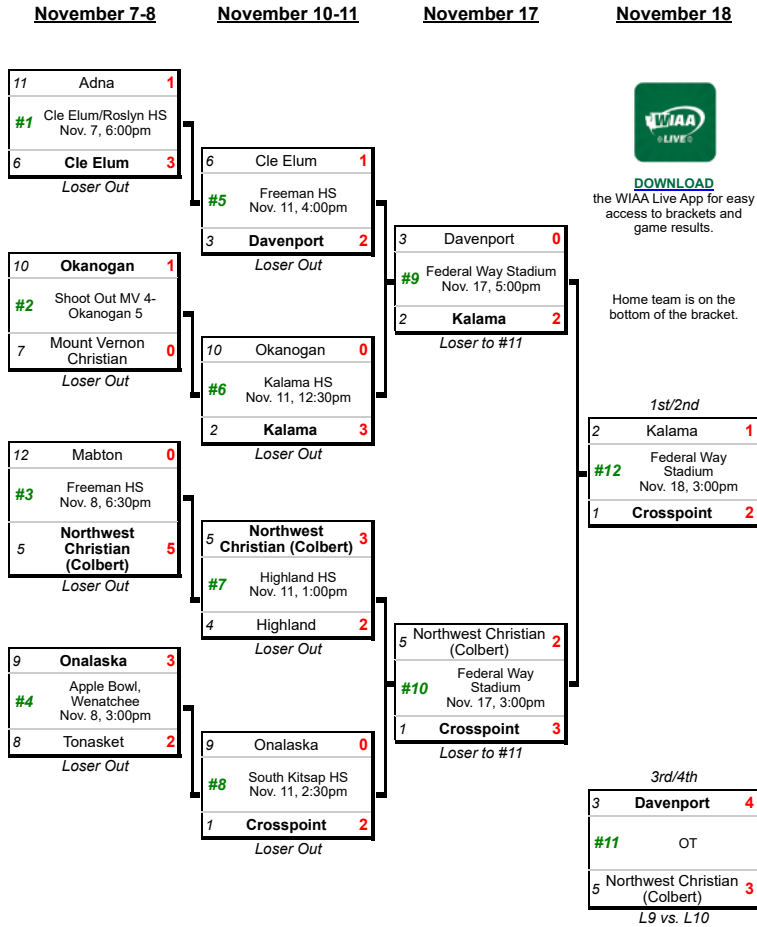 November 7-8
November 10-11
November 17
November 18
11 Adna 1
#1 Cle Elum/Roslyn HS
Nov. 7, 6:00pm
6 Cle Elum 3
Loser Out
10 Okanogan 1
#2 Shoot Out MV 4-
Okanogan 5
7 Mount Vernon
Christian 0
Loser Out
12 Mabton 0
#3 Freeman HS
Nov. 8, 6:30pm
5 Northwest
Christian
(Colbert) 5
Loser Out
9 Onalaska 3
#4 Apple Bowl,
Wenatchee
Nov. 8, 3:00pm
8 Tonasket 2
Loser Out
6 Cle Elum 1
#5 Freeman HS
Nov. 11, 4:00pm
3 Davenport 2
Loser Out
10 Okanogan 0
#6 Kalama HS
Nov. 11, 12:30pm
2 Kalama 3
Loser Out
5 Northwest
Christian (Colbert) 3
#7 Highland HS
Nov. 11, 1:00pm
4 Highland 2
Loser Out
9 Onalaska 0
#8 South Kitsap HS
Nov. 11, 2:30pm
1 Crosspoint 2
Loser Out
3 Davenport 0
#9 Federal Way Stadium
Nov. 17, 5:00pm
2 Kalama 2
Loser to #11
5 Northwest Christian
(Colbert) 2
#10 Federal Way
Stadium
Nov. 17, 3:00pm
1 Crosspoint 3
Loser to #11
WIAA
LIVE
DOWNLOAD
the WIAA Live App for easy
access to brackets and
game results.
Home team is on the
bottom of the bracket.
1st/2nd
2 Kalama 1
#12 Federal Way
Stadium
Nov. 18, 3:00pm
1 Crosspoint 2
3rd/4th
3 Davenport 4
#11 OT
5 Northwest Christian
(Colbert) 3
L9 vs. L10